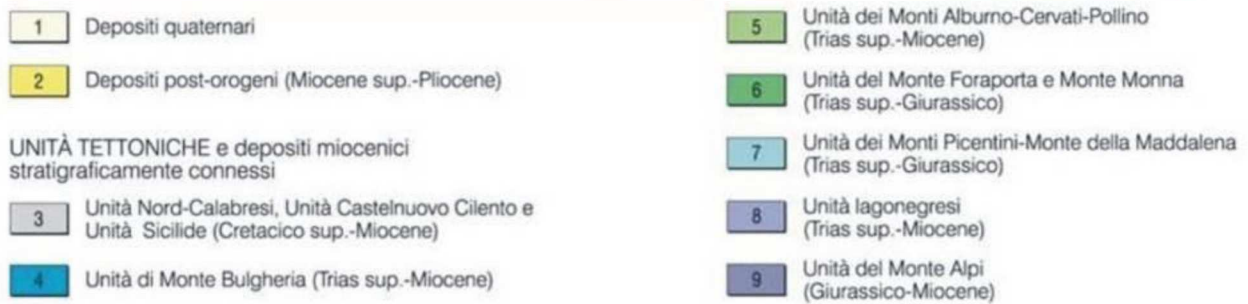 1 Depositi quaternari
2 Depositi post-orogeni (Miocene sup.-Pliocene)
UNITÀ TETTONICHE e depositi miocenici
stratigraficamente connessi
3 Unità Nord-Calabresi, Unità Castelnuovo Cilento e
Unità Sicilide (Cretacico sup.-Miocene)
4 Unità di Monte Bulgheria (Trias sup.-Miocene)
5 Unità dei Monti Alburno-Cervati-Pollino
(Trias sup.-Miocene)
6 Unità del Monte Foraporta e Monte Monna
(Trias sup.-Giurassico)
7 Unità dei Monti Picentini-Monte della Maddalena
(Trias sup.-Giurassico)
8 Unità lagonegresi
(Trias sup.-Miocene)
9 Unità del Monte Alpi
(Giurassico-Miocene)